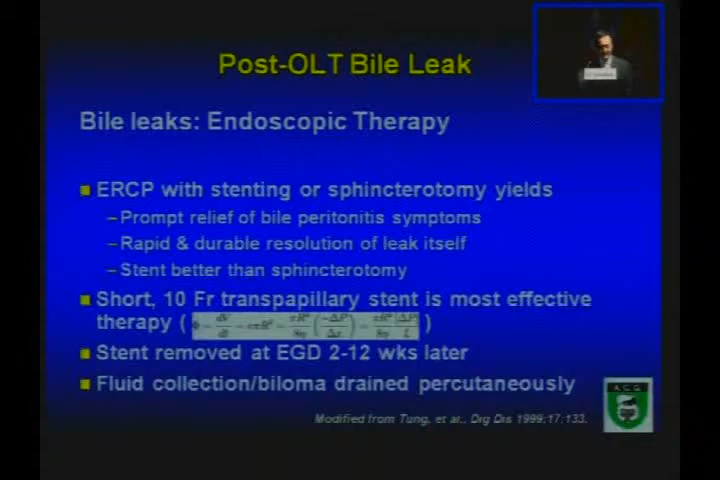 Post-OLT Bile Leak
Bile leaks: Endoscopic Therapy
ERCP with stenting or sphincterotomy yields
–Prompt relief of bile peritonitis symptoms
–Rapid & durable resolution of leak itself
–Stent better than sphincterotomy
Short, 10 Fr transpapillary stent is most effective
therapy ( )
Stent removed at EGD 2-12 wks later
Fluid collection/biloma drained percutaneously
A.C.G
Modified from Tung, et al., Drg Dis 1999;17:133.